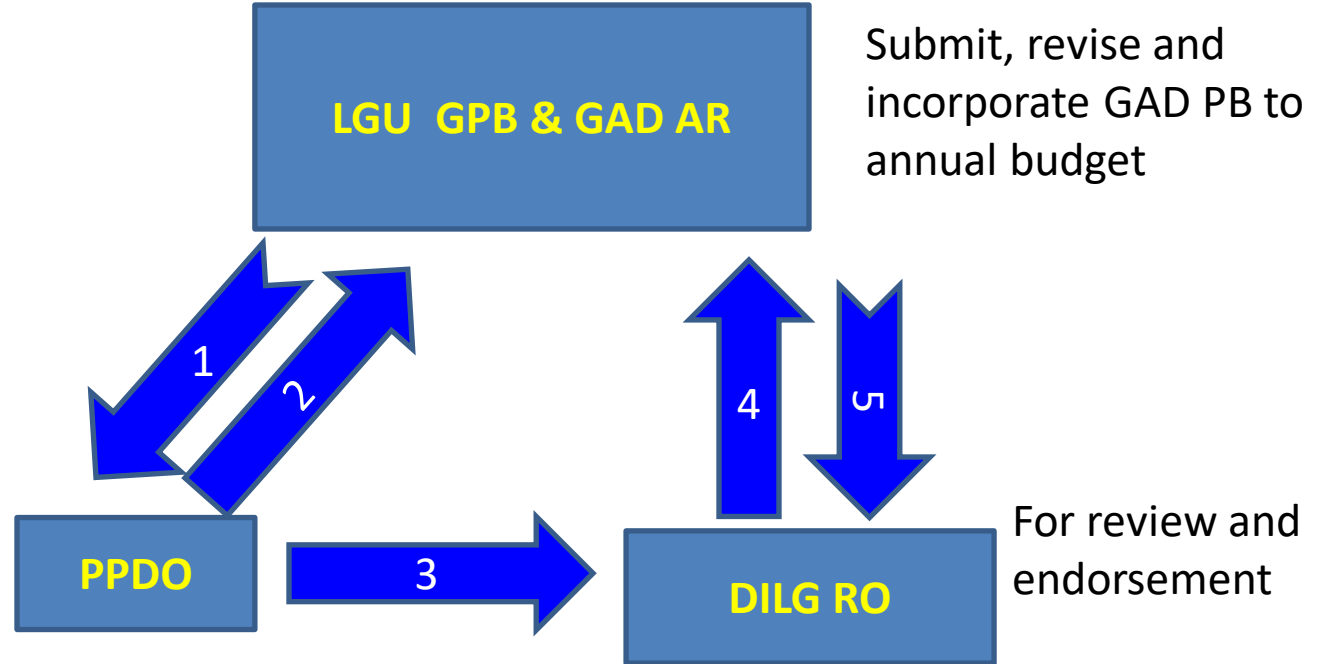 LGU GPB & GAD AR
Submit, revise and
incorporate GAD PB to
annual budget
1
2
4
5
PPDO
3
DILG RO
For review and
endorsement